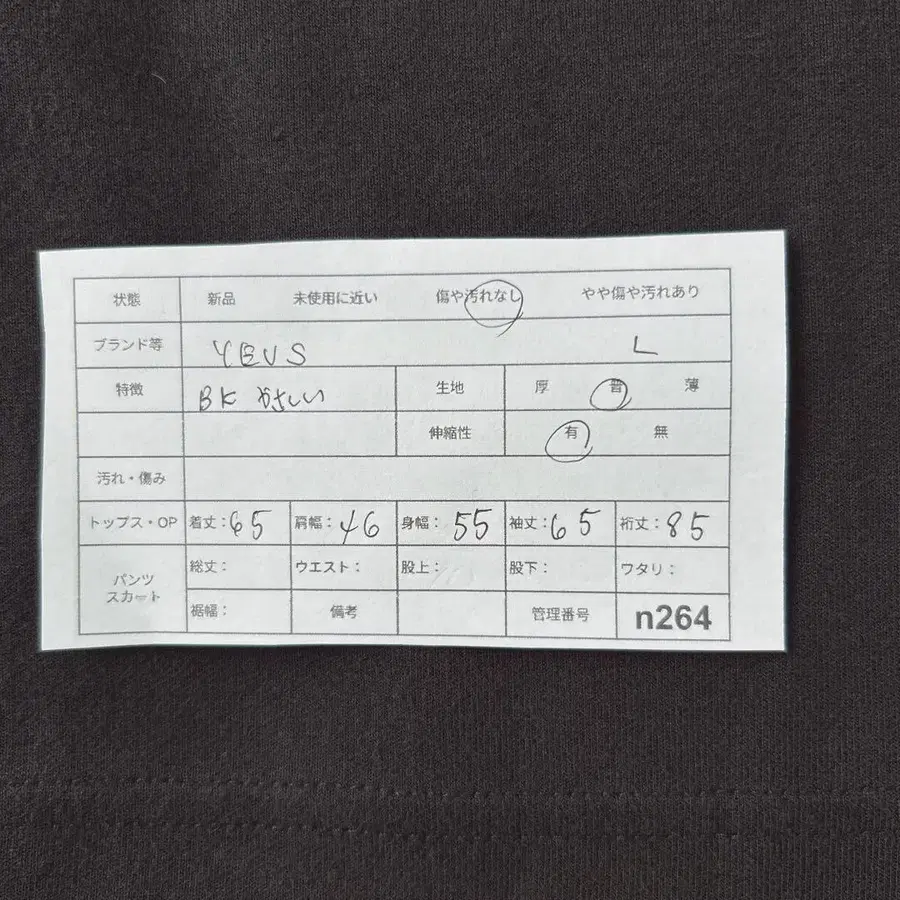 状態 新品 未使用に近い 傷や汚れなし やや傷や汚れあり
ブランド等 YEVS L
特徴 BK かさしい 生地 厚 普 薄
伸縮性 有 無
汚れ・傷み
トップス・OP 着丈:65 肩幅:46 身幅:55 袖丈:65 裄丈:85
パンツ スカート 総丈: ウエスト: 股上: 股下: ワタリ:
裾幅: 備考 管理番号 n264